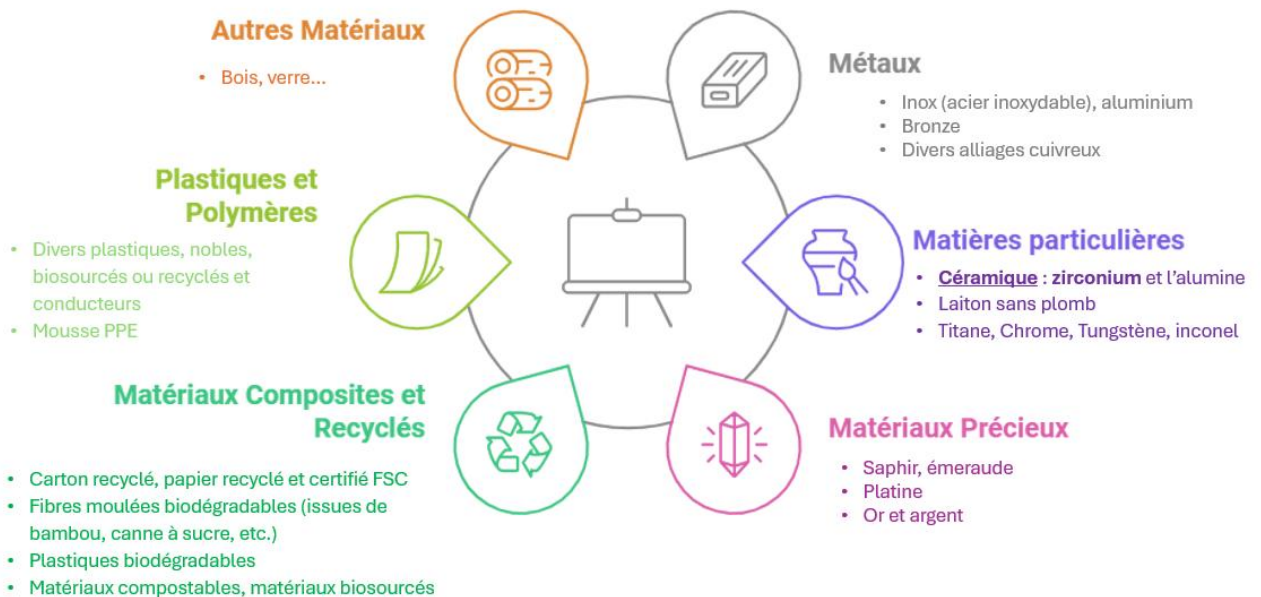 Autres Matériaux
• Bois, verre...
Métaux
• Inox (acier inoxydable), aluminium
• Bronze
• Divers alliages cuivreux
Plastiques et
Polymères
• Divers plastiques, nobles,
biosourcés ou recyclés et
conducteurs
• Mousse PPE
Matières particulières
• Céramique : zirconium et l'alumine
• Laiton sans plomb
• Titane, Chrome, Tungstène, inconel
Matériaux Composites et
Recyclés
• Carton recyclé, papier recyclé et certifié FSC
• Fibres moulées biodégradables (issues de
bambou, canne à sucre, etc.)
• Plastiques biodégradables
• Matériaux compostables, matériaux biosourcés
Matériaux Précieux
• Saphir, émeraude
• Platine
• Or et argent